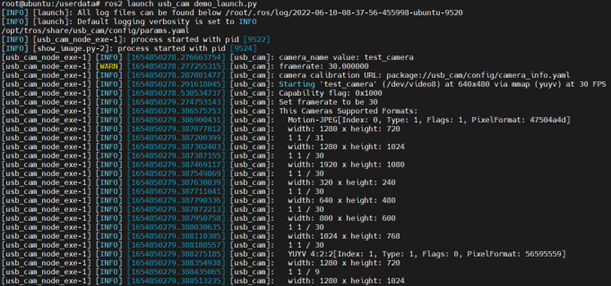 root@ubuntu:/userdata# ros2 launch usb_cam demo_launch.py
[INFO] [launch]: All log files can be found below /root/.ros/log/2022-06-10-08-37-56-455998-ubuntu-9520
[INFO] [launch]: Default logging verbosity is set to INFO
/opt/tros/share/usb_cam/config/params.yaml
[INFO] [usb_cam_node_exe-1]: process started with pid [9522]
[INFO] [show_image.py-2]: process started with pid [9524]
[usb_cam_node_exe-1] [INFO] [1654850278.276663754] [usb_cam]: camera_name value: test_camera
[usb_cam_node_exe-1] [WARN] [1654850278.277255315] [usb_cam]: framerate: 30.000000
[usb_cam_node_exe-1] [INFO] [1654850278.287081477] [usb_cam]: camera calibration URL: package://usb_cam/config/camera_info.yaml
[usb_cam_node_exe-1] [INFO] [1654850278.291618045] [usb_cam]: Starting 'test_camera' (/dev/video8) at 640x480 via mmap (yuyv) at 30 FPS
[usb_cam_node_exe-1] [INFO] [1654850278.530534737] [usb_cam]: Capability flag: 0x1000
[usb_cam_node_exe-1] [INFO] [1654850279.274753143] [usb_cam]: Set framerate to be 30
[usb_cam_node_exe-1] [INFO] [1654850279.386575753] [usb_cam]: This Cameras Supported Formats:
[usb_cam_node_exe-1] [INFO] [1654850279.386900431] [usb_cam]: Motion-JPEG[Index: 0, Type: 1, Flags: 1, PixelFormat: 47504a4d]
[usb_cam_node_exe-1] [INFO] [1654850279.387077812] [usb_cam]: width: 1280 x height: 720
[usb_cam_node_exe-1] [INFO] [1654850279.387200399] [usb_cam]: 1 1 / 31
[usb_cam_node_exe-1] [INFO] [1654850279.387302403] [usb_cam]: width: 1280 x height: 1024
[usb_cam_node_exe-1] [INFO] [1654850279.387387155] [usb_cam]: 1 1 / 30
[usb_cam_node_exe-1] [INFO] [1654850279.387469117] [usb_cam]: width: 1920 x height: 1080
[usb_cam_node_exe-1] [INFO] [1654850279.387549869] [usb_cam]: 1 1 / 30
[usb_cam_node_exe-1] [INFO] [1654850279.387630039] [usb_cam]: width: 320 x height: 240
[usb_cam_node_exe-1] [INFO] [1654850279.387711041] [usb_cam]: 1 1 / 30
[usb_cam_node_exe-1] [INFO] [1654850279.387790336] [usb_cam]: width: 640 x height: 480
[usb_cam_node_exe-1] [INFO] [1654850279.387872213] [usb_cam]: 1 1 / 30
[usb_cam_node_exe-1] [INFO] [1654850279.387950758] [usb_cam]: width: 800 x height: 600
[usb_cam_node_exe-1] [INFO] [1654850279.388030635] [usb_cam]: 1 1 / 30
[usb_cam_node_exe-1] [INFO] [1654850279.388110305] [usb_cam]: width: 1024 x height: 768
[usb_cam_node_exe-1] [INFO] [1654850279.388188557] [usb_cam]: 1 1 / 30
[usb_cam_node_exe-1] [INFO] [1654850279.388275185] [usb_cam]: YUYV 4:2:2[Index: 1, Type: 1, Flags: 0, PixelFormat: 56595559]
[usb_cam_node_exe-1] [INFO] [1654850279.388354938] [usb_cam]: width: 1280 x height: 720
[usb_cam_node_exe-1] [INFO] [1654850279.388435065] [usb_cam]: 1 1 / 9
[usb_cam_node_exe-1] [INFO] [1654850279.388513235] [usb_cam]: width: 1280 x height: 1024